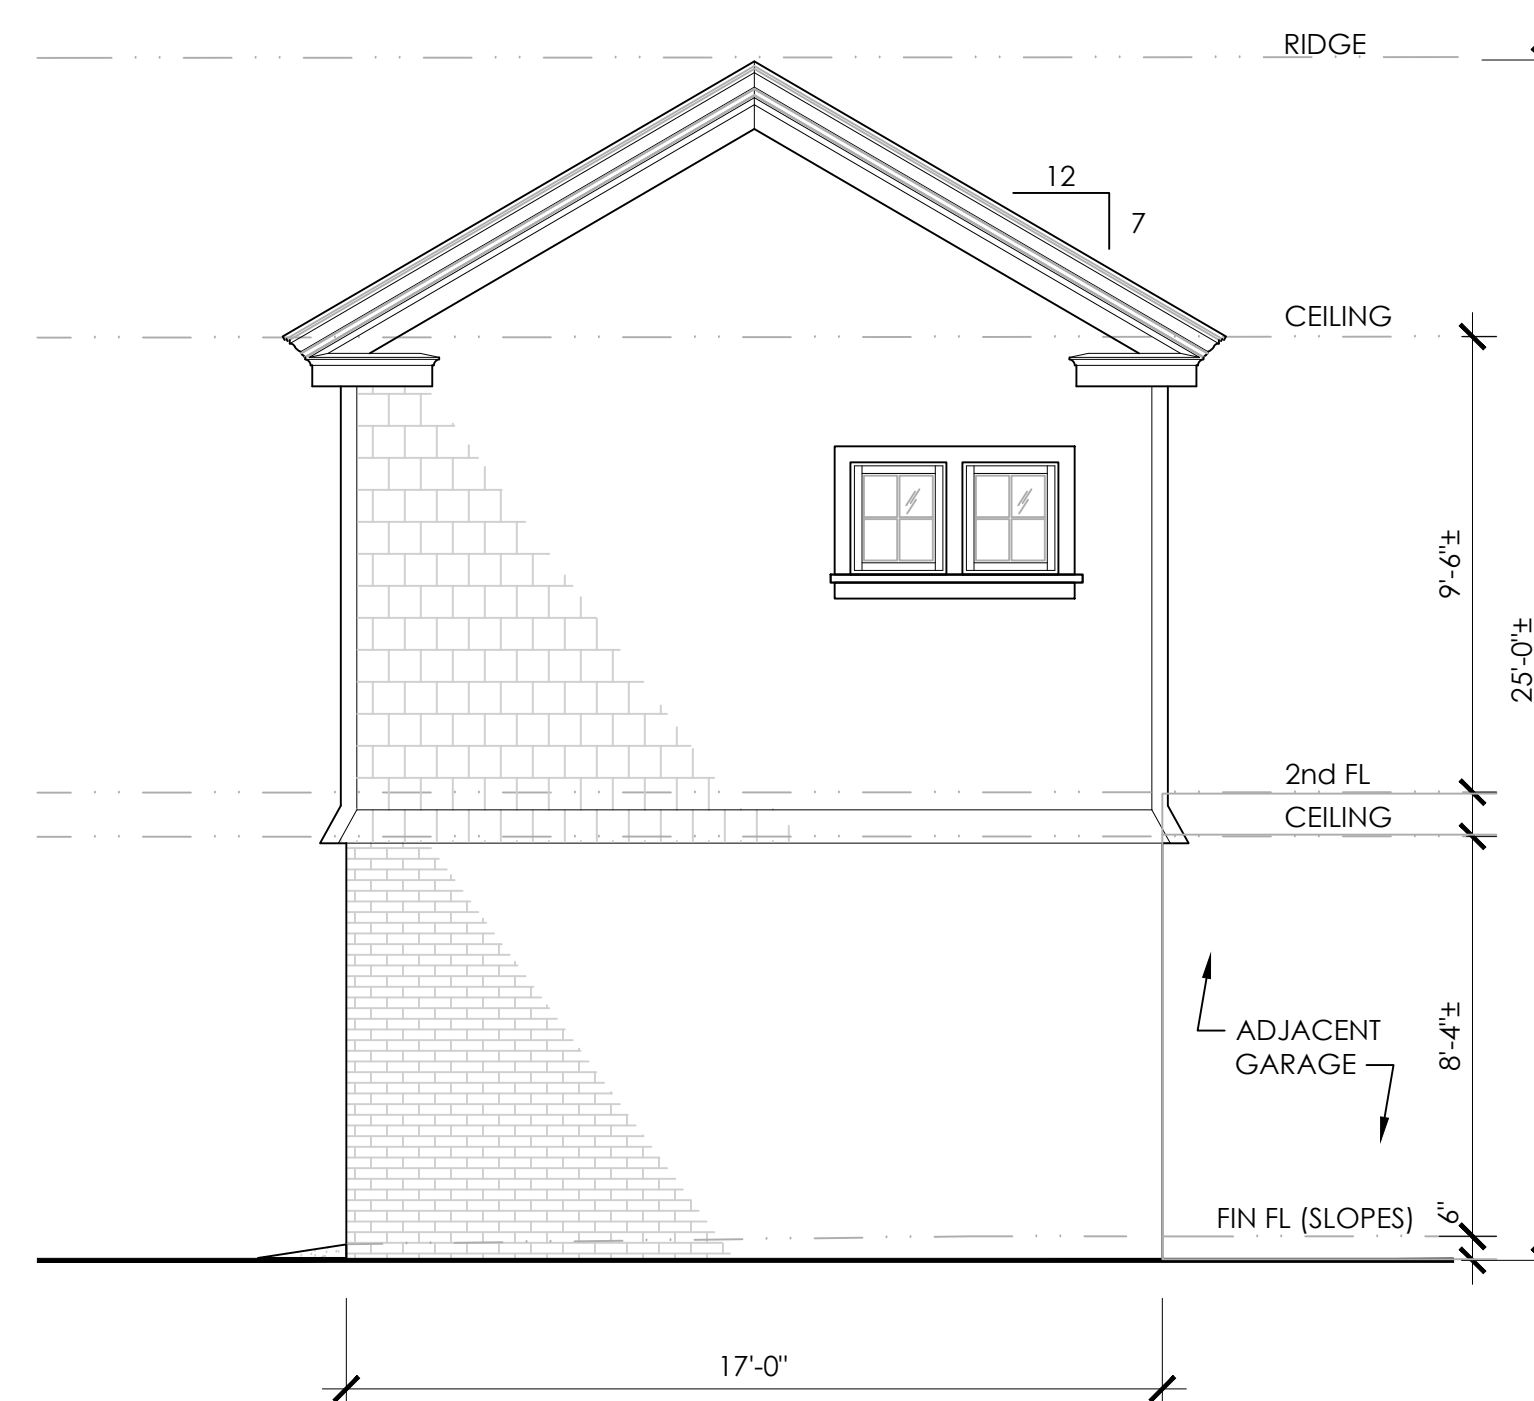 RIDGE
12
7
CEILING
9'-6"±
25'-0"±
2nd FL
CEILING
ADJACENT
GARAGE
8'-4"±
FIN FL (SLOPES)
6"
17'-0"